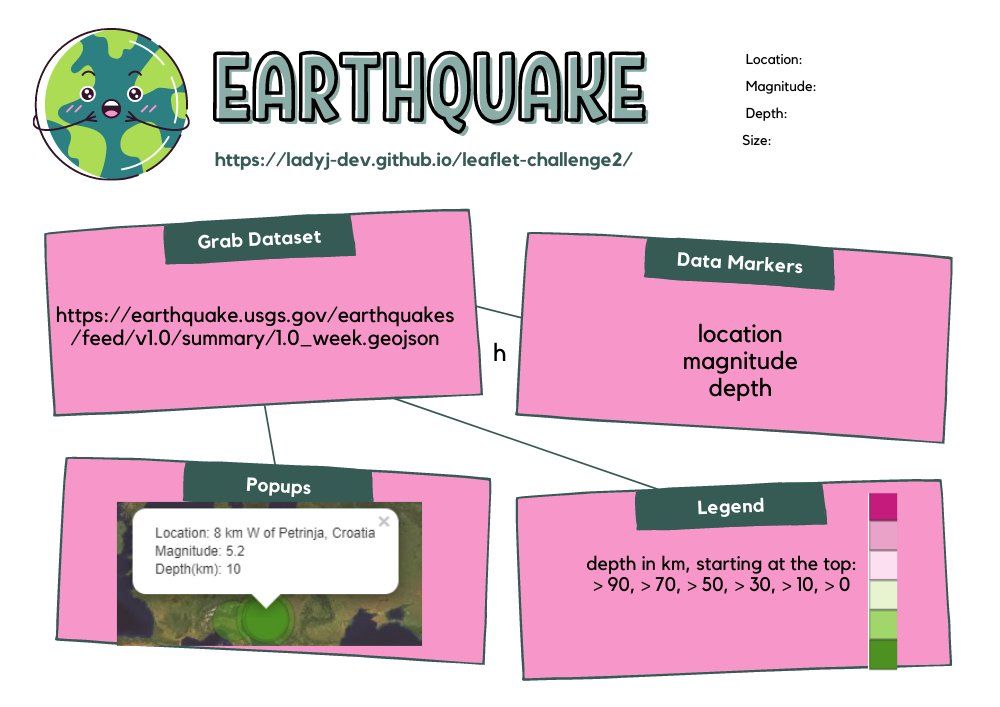 EARTHQUAKE
https://ladyj-dev.github.io/leaflet-challenge2/
Location:
Magnitude:
Depth:
Size:
Grab Dataset
https://earthquake.usgs.gov/earthquakes
/feed/v1.0/summary/1.0_week.geojson
h
Data Markers
location
magnitude
depth
Popups
Location: 8 km W of Petrinja, Croatia
×
Magnitude: 5.2
Depth(km): 10
Legend
depth in km, starting at the top:
> 90, > 70, > 50, > 30, > 10, > 0